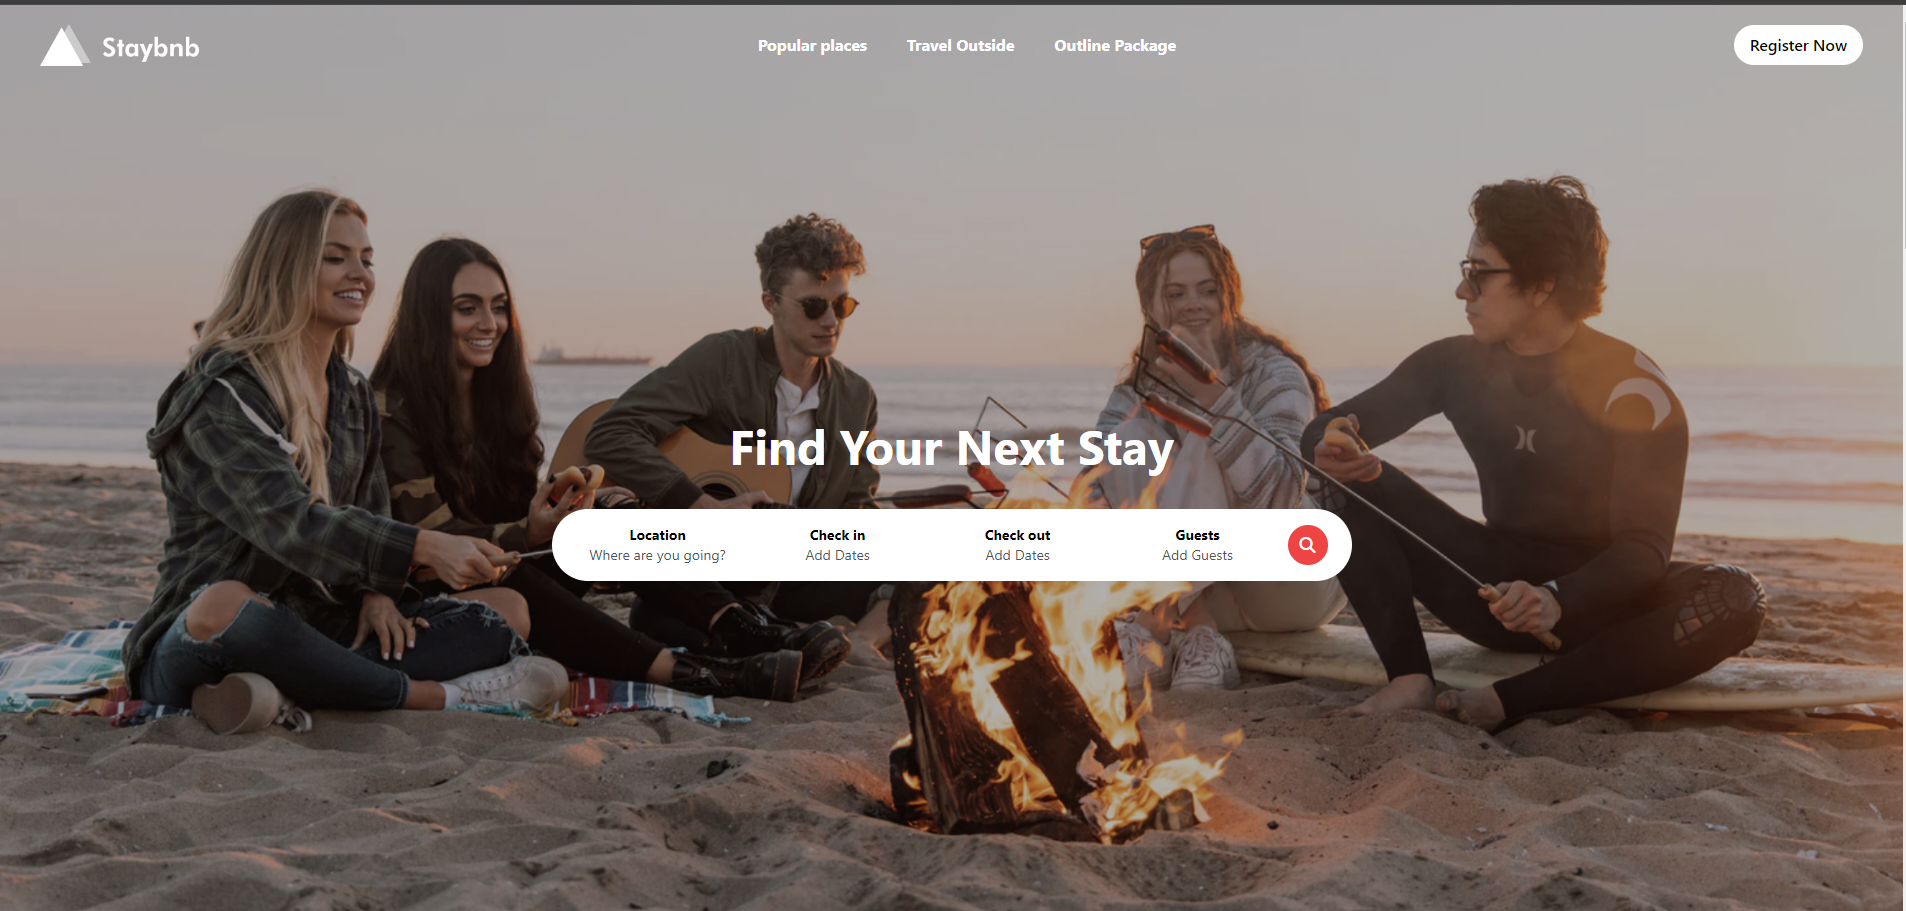 Staybnb
Popular places
Travel Outside
Outline Package
Register Now
Find Your Next Stay
Location
Where are you going?
Check in
Add Dates
Check out
Add Dates
Guests
Add Guests